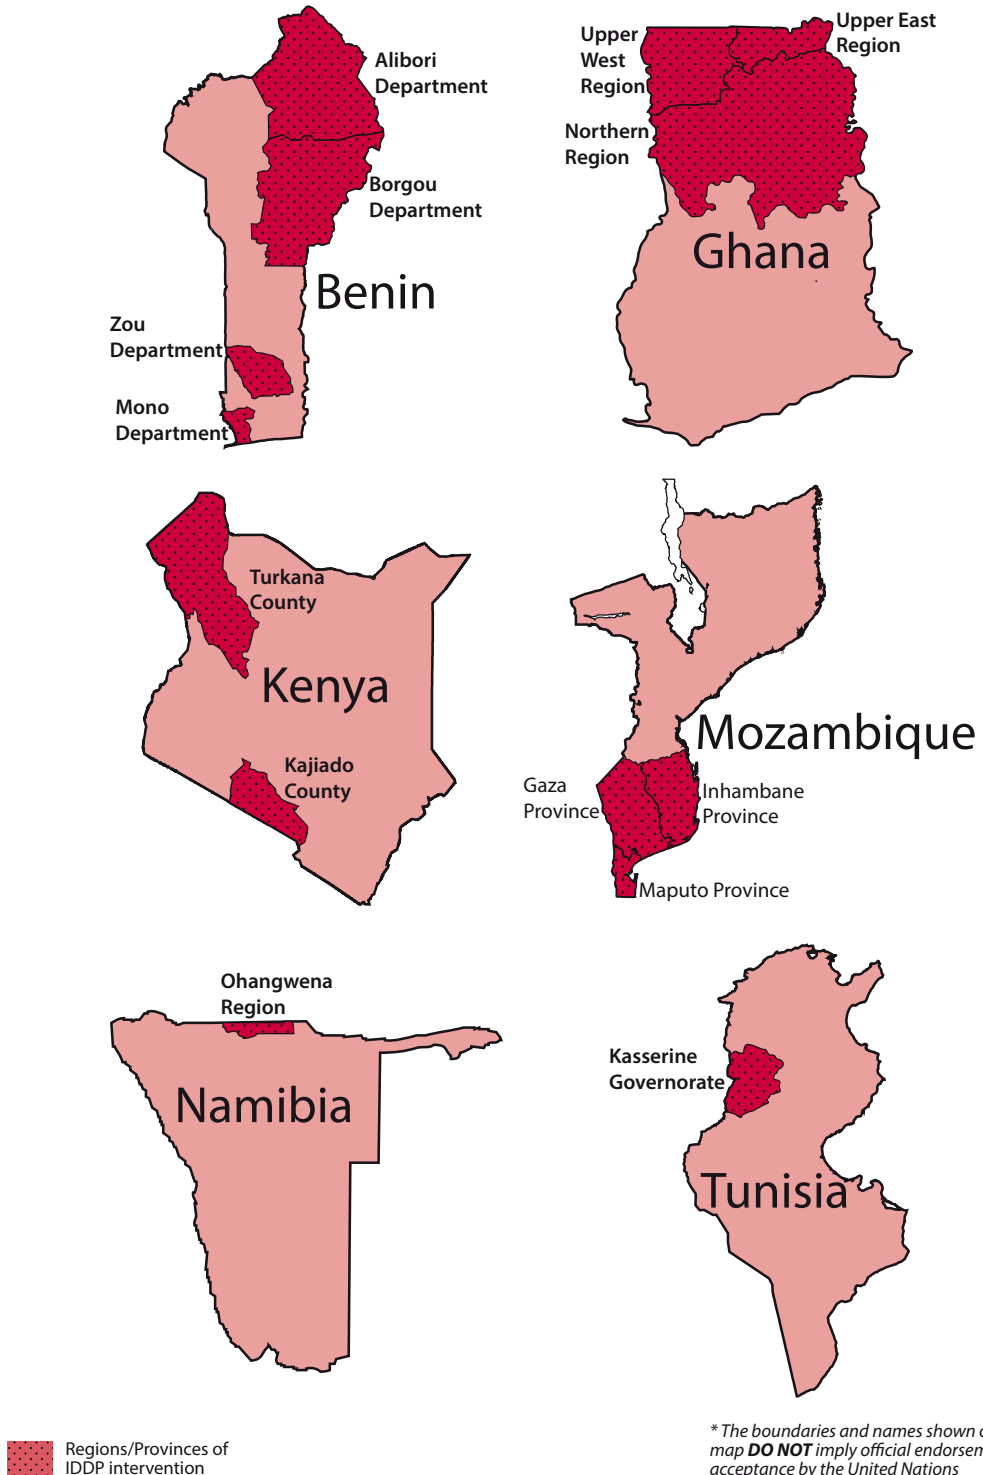 Alibori
Department
Borgou
Department
Benin
Zou
Department
Mono
Department
Upper
West
Region
Upper East
Region
Northern
Region
Ghana
Turkana
County
Kenya
Kajiado
County
Mozambique
Gaza
Province
Inhambane
Province
Maputo Province
Ohangwena
Region
Namibia
Kasserine
Governorate
Tunisia
Regions/Provinces of
IDDP intervention
* The boundaries and names shown
map DO NOT imply official
acceptance by the United Nations